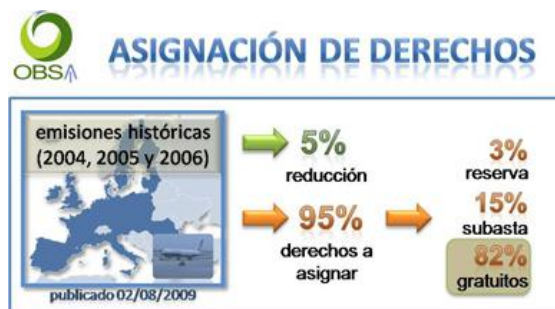 OBSA
ASIGNACIÓN DE DERECHOS
emisiones históricas
(2004, 2005 y 2006)
publicado 02/08/2009
5%
reducción
95%
derechos a
asignar
3%
reserva
15%
subasta
82%
gratuitos